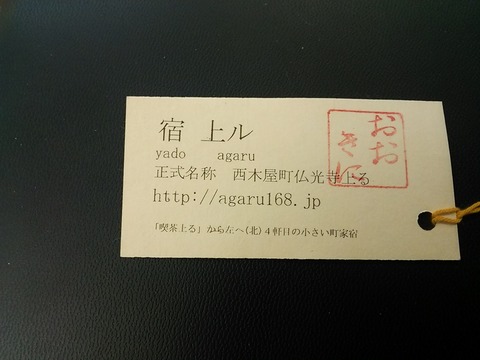 宿 上ル
yado agaru
正式名称 西木屋町仏光寺上る
http://agaru168.jp
「喫茶上る」から左へ(北)4軒目の小さい町家宿
おお
きに